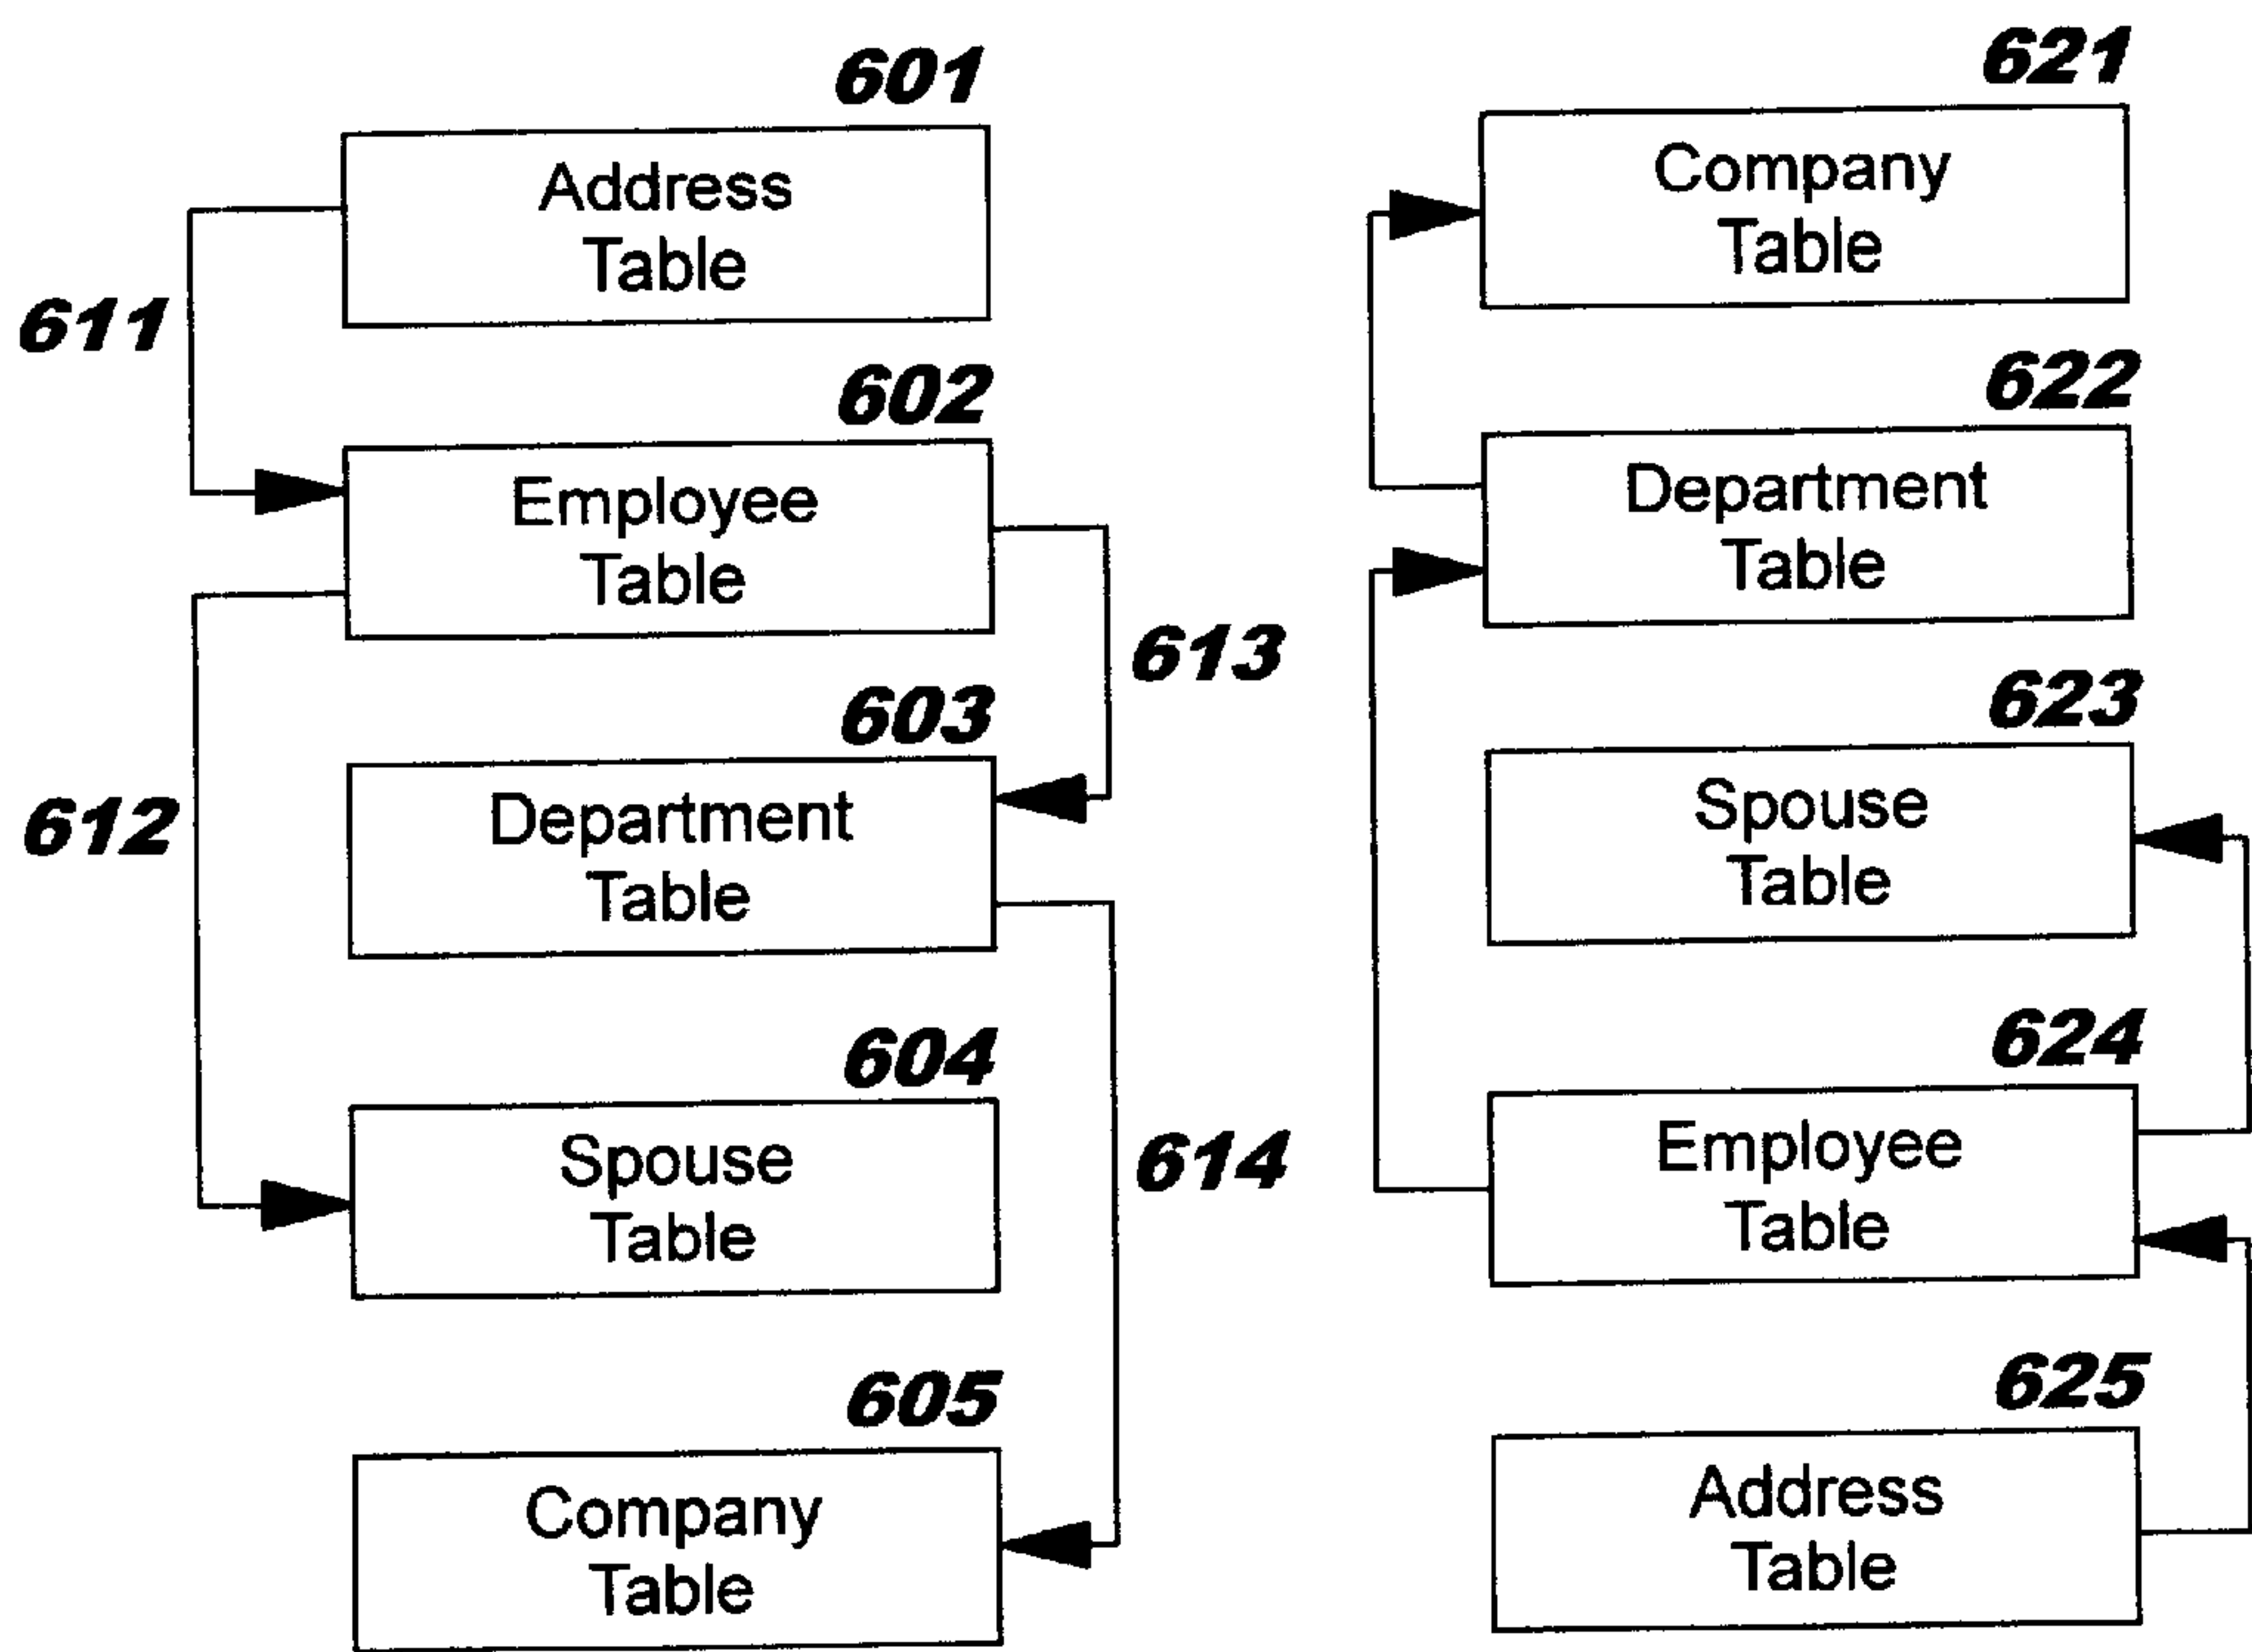 601
Address
Table
611
602
Employee
Table
613
603
Department
Table
612
604
Spouse
Table
614
605
Company
Table
621
Company
Table
622
Department
Table
623
Spouse
Table
624
Employee
Table
625
Address
Table